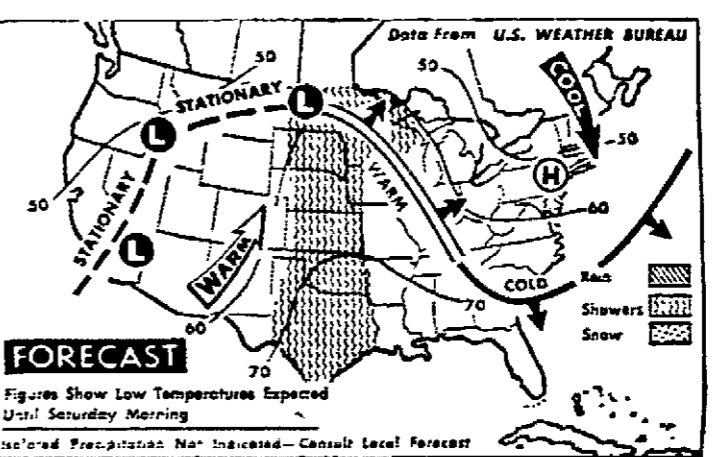 Data From U.S. WEATHER BUREAU
50
50
COOL
STATIONARY
L
L
50
H
WARM
50
STATIONARY
60
L
WARM
COLD
Rain
70
Showers
60
Snow
FORECAST
70
Figures Show Low Temperatures Expected
Until Saturday Morning
Isolated Precipitation Not Indicated—Consult Local Forecast